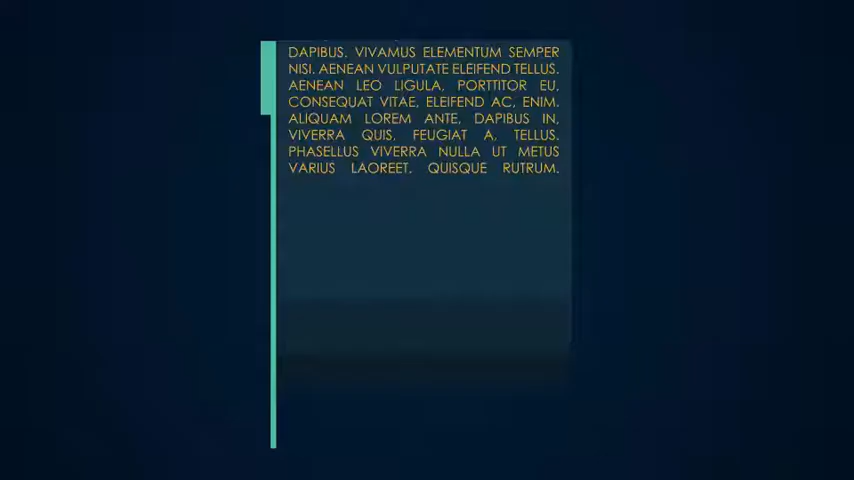 DAPIBUS. VIVAMUS ELEMENTUM SEMPER
NISI. AENEAN VULPUTATE ELEIFEND TELLUS.
AENEAN LEO LIGULA, PORTTITOR EU,
CONSEQUAT VITAE, ELEIFEND AC, ENIM.
ALIQUAM LOREM ANTE, DAPIBUS IN,
VIVERRA QUIS, FEUGIAT A, TELLUS.
PHASELLUS VIVERRA NULLA UT METUS
VARIUS LAOREET. QUISQUE RUTRUM.